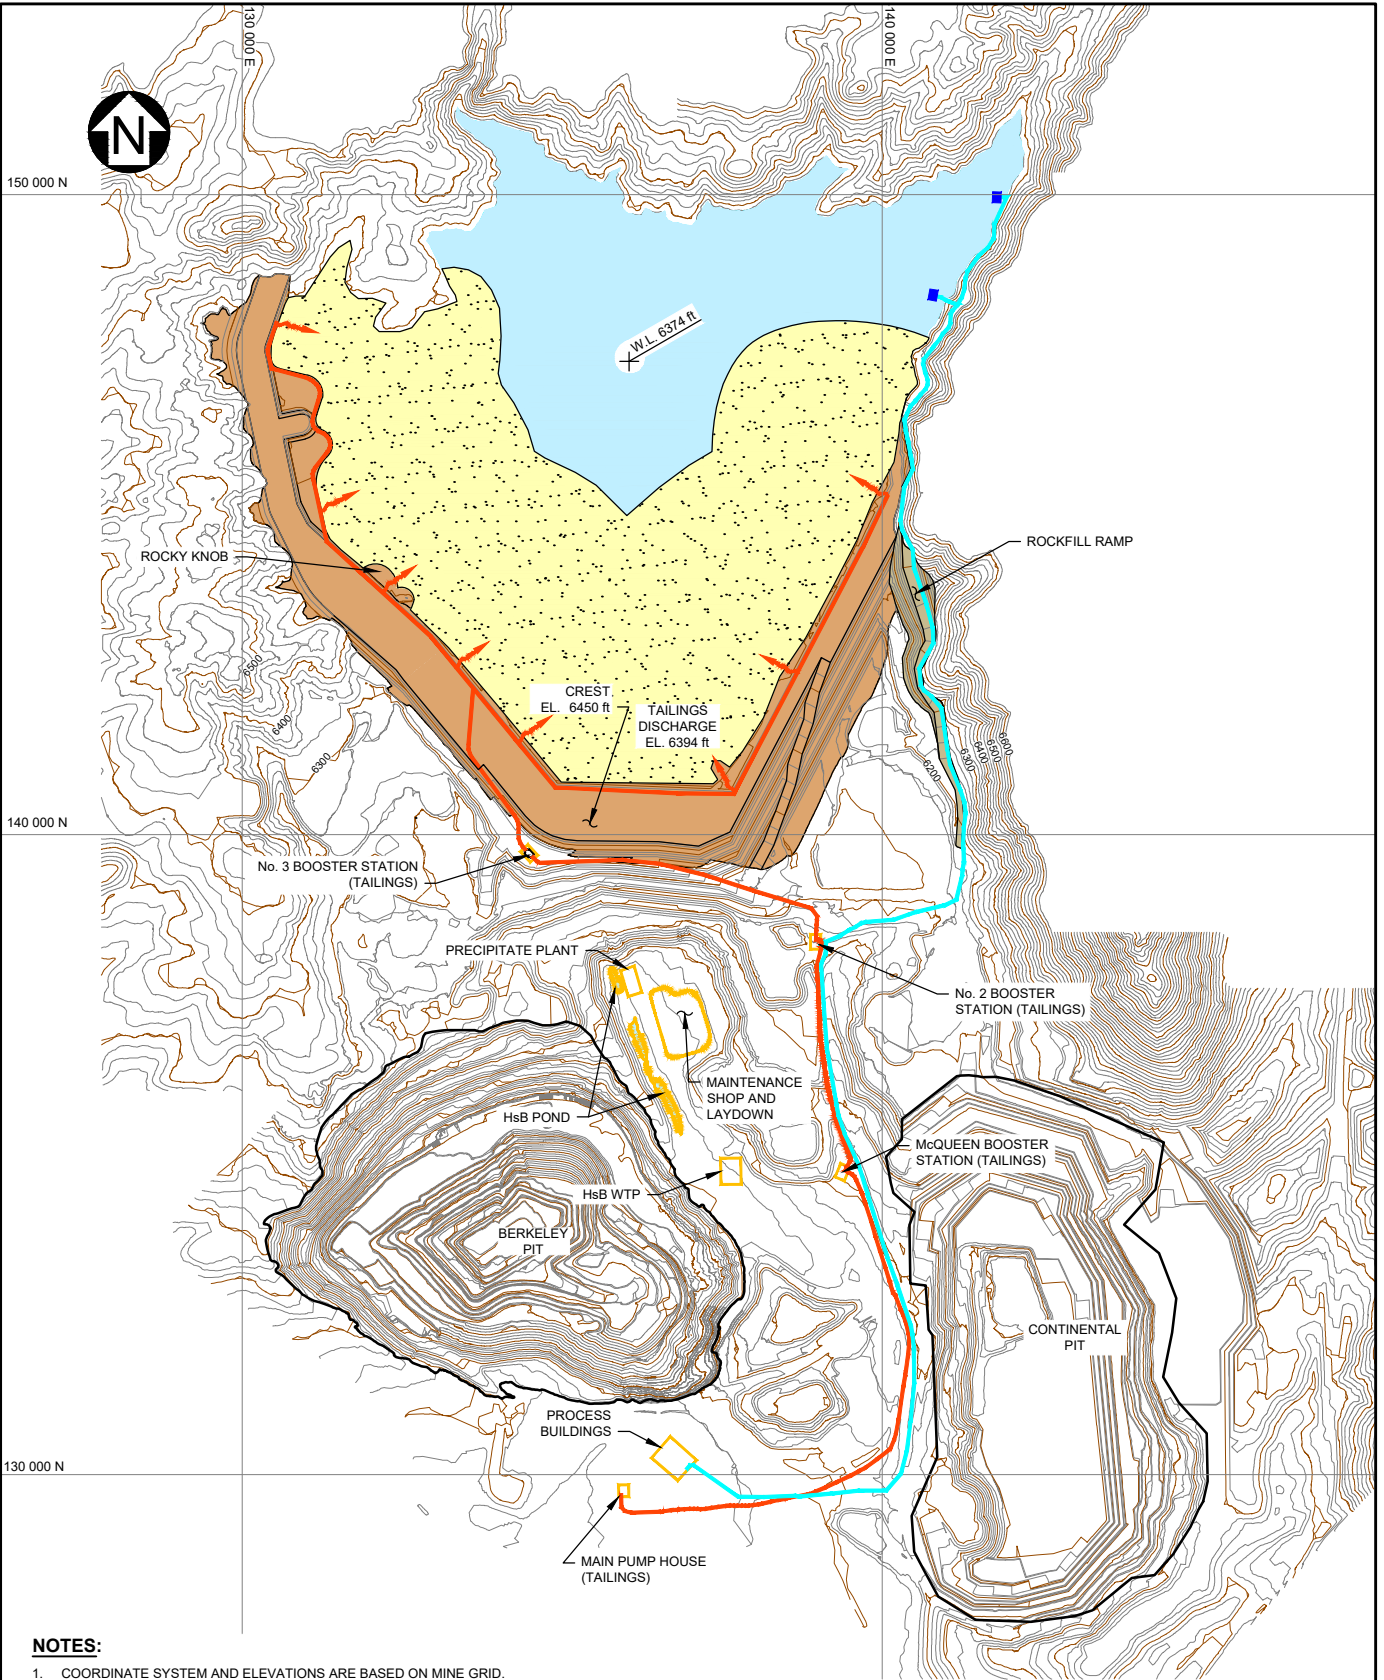 130 000 E
140 000 E
N
150 000 N
W.L. 6374 ft
ROCKY KNOB
ROCKFILL RAMP
6500
6400
6300
CREST
EL. 6450 ft
TAILINGS
DISCHARGE
EL. 6394 ft
6200
6300
6400
6500
6600
140 000 N
No. 3 BOOSTER STATION
(TAILINGS)
PRECIPITATE PLANT
No. 2 BOOSTER
STATION (TAILINGS)
MAINTENANCE
SHOP AND
LAYDOWN
HsB POND
McQUEEN BOOSTER
STATION (TAILINGS)
HsB WTP
BERKELEY
PIT
CONTINENTAL
PIT
PROCESS
BUILDINGS
130 000 N
MAIN PUMP HOUSE
(TAILINGS)
NOTES:
1. COORDINATE SYSTEM AND ELEVATIONS ARE BASED ON MINE GRID.